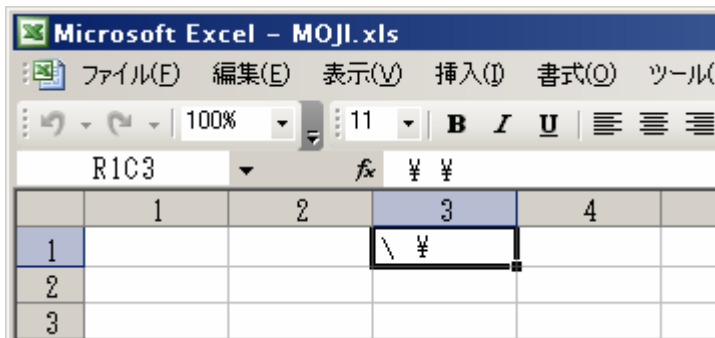 Microsoft Excel - MOJI.xls
ファイル(F) 編集(E) 表示(V) 挿入(I) 書式(O) ツール(
100% 11 B I U
R1C3 fx ¥ ¥
1 2 3 4
1 \ ¥
2
3